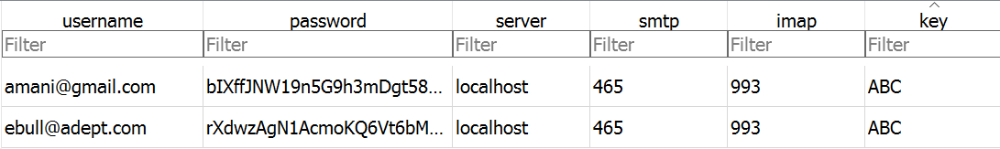 username password server smtp imap key
Filter Filter Filter Filter Filter Filter
amani@gmail.com bIXffJNW19n5G9h3mDgt58... localhost 465 993 ABC
ebull@adept.com rXdwzAgN1AcmoKQ6Vt6bM... localhost 465 993 ABC